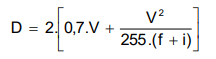 D = 2.[0,7.V + V²/255.(f + i)]